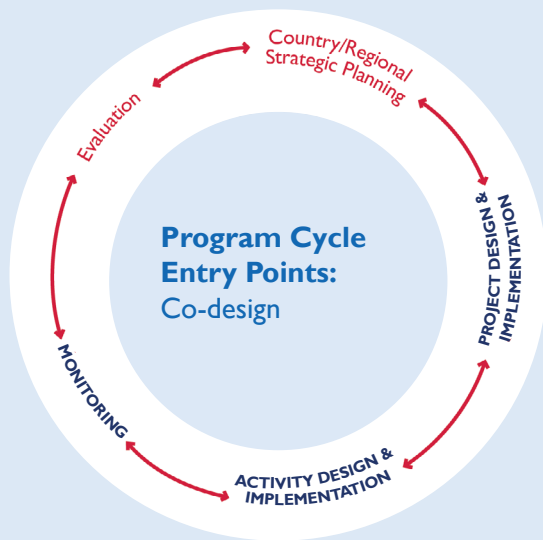 Country/Regional
Strategic Planning
PROJECT DESIGN &
IMPLEMENTATION
ACTIVITY DESIGN &
IMPLEMENTATION
MONITORING
Evaluation
Program Cycle
Entry Points:
Co-design